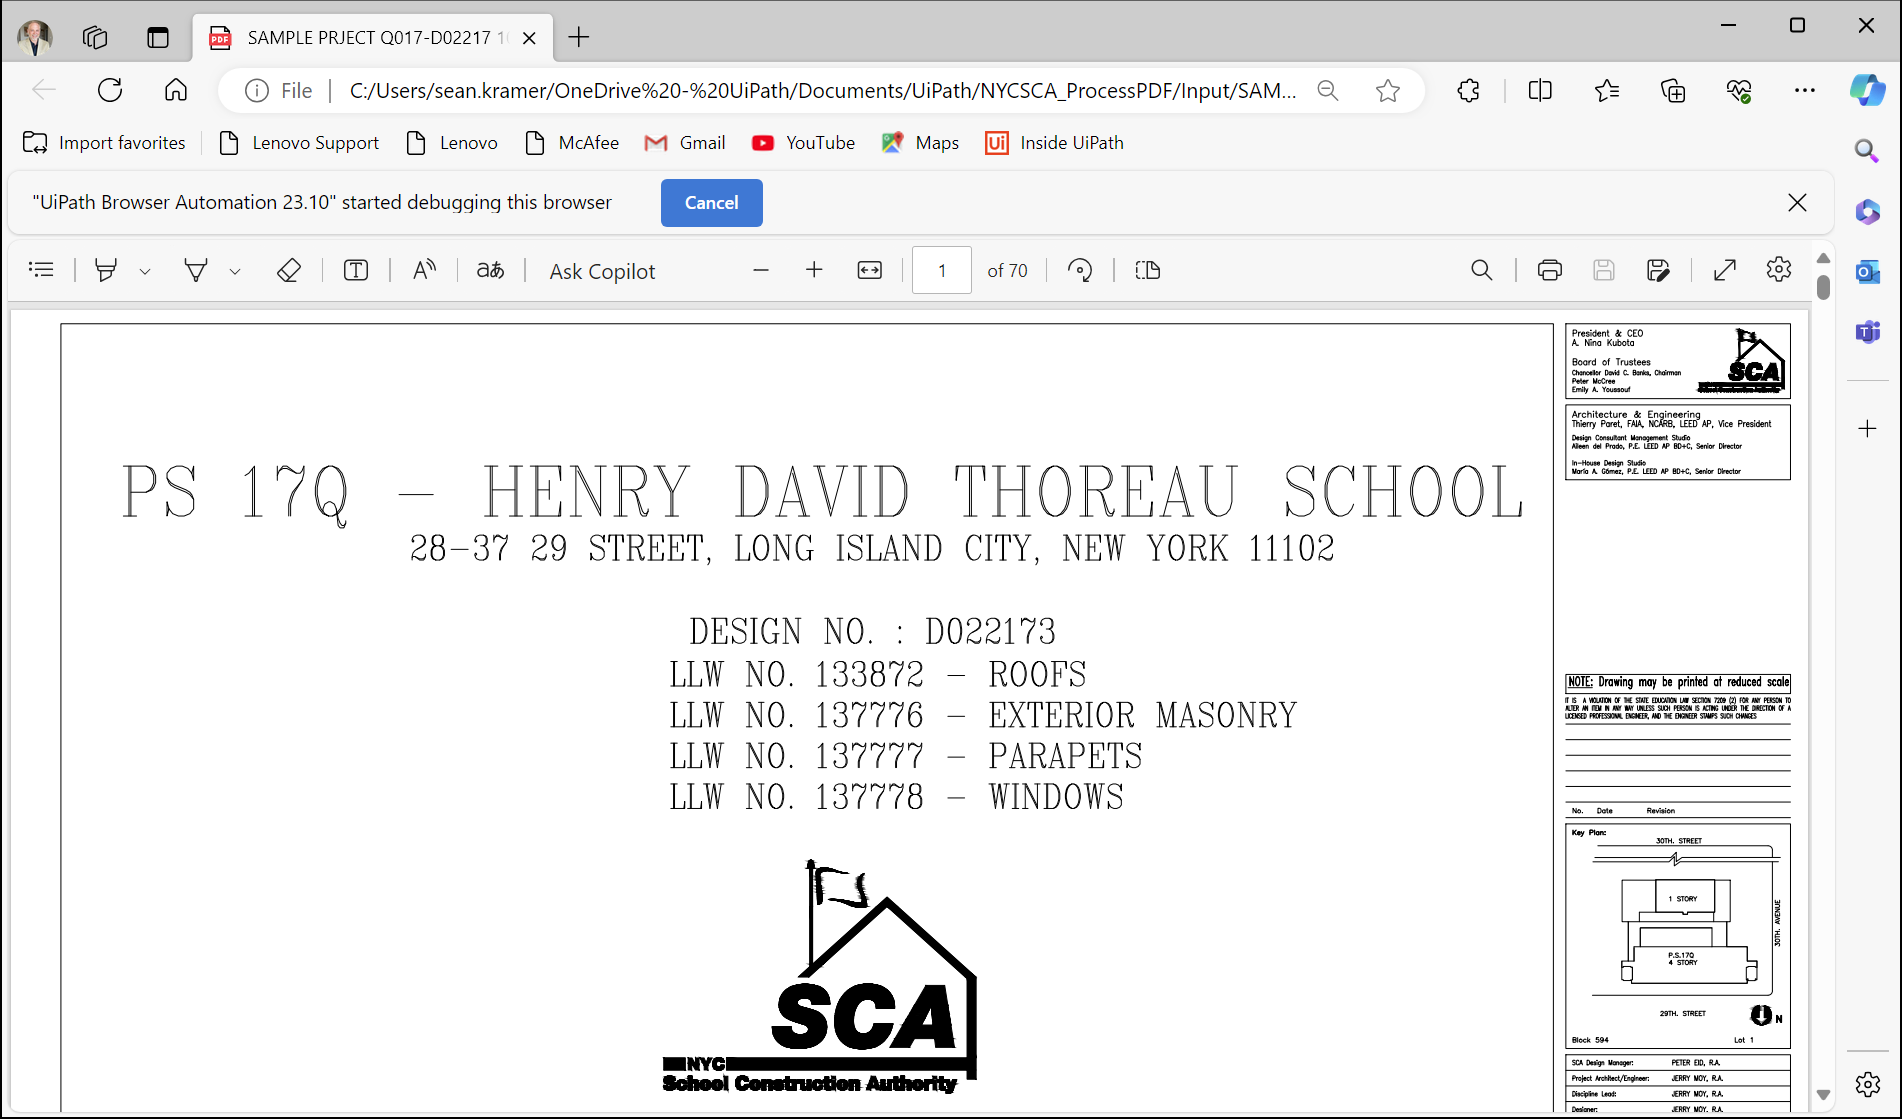 SAMPLE PRJECT Q017-D02217 1
File
C:/Users/sean.kramer/OneDrive%20-%20UiPath/Documents/UiPath/NYCSCA_ProcessPDF/Input/SAM...
Import favorites
Lenovo Support
Lenovo
McAfee
Gmail
YouTube
Maps
Inside UiPath
"UiPath Browser Automation 23.10" started debugging this browser
Cancel
Ask Copilot
1
of 70
PS 17Q – HENRY DAVID THOREAU SCHOOL
28-37 29 STREET, LONG ISLAND CITY, NEW YORK 11102
DESIGN NO. : D022173
LLW NO. 133872 – ROOFS
LLW NO. 137776 – EXTERIOR MASONRY
LLW NO. 137777 – PARAPETS
LLW NO. 137778 – WINDOWS
SCA
NYC
School Construction Authority
President & CEO
A. Nina Kubota
Board of Trustees
Chancellor David C. Banks, Chairman
Peter McCree
Emily A. Youssouf
SCA
Architecture & Engineering
Thierry Paret, FAIA, NCARB, LEED AP, Vice President
Design Consultant Management Studio
Aileen del Prado, P.E. LEED AP BD+C, Senior Director
In-House Design Studio
Maria A. Gómez, P.E. LEED AP BD+C, Senior Director
NOTE: Drawing may be printed at reduced scale
IT IS A VIOLATION OF THE STATE EDUCATION LAW SECTION 7209 (2) FOR ANY PERSON TO
ALTER AN ITEM IN ANY WAY UNLESS SUCH PERSON IS ACTING UNDER THE DIRECTION OF A
LICENSED PROFESSIONAL ENGINEER, AND THE ENGINEER STAMPS SUCH CHANGES
No. Date Revision
Key Plan:
30TH. STREET
1 STORY
30TH. AVENUE
P.S.17Q
4 STORY
29TH. STREET
N
Block 594
Lot 1
SCA Design Manager: PETER EID, R.A.
Project Architect/Engineer: JERRY MOY, R.A.
Discipline Lead: JERRY MOY, R.A.
Designer: JERRY MOY, R.A.